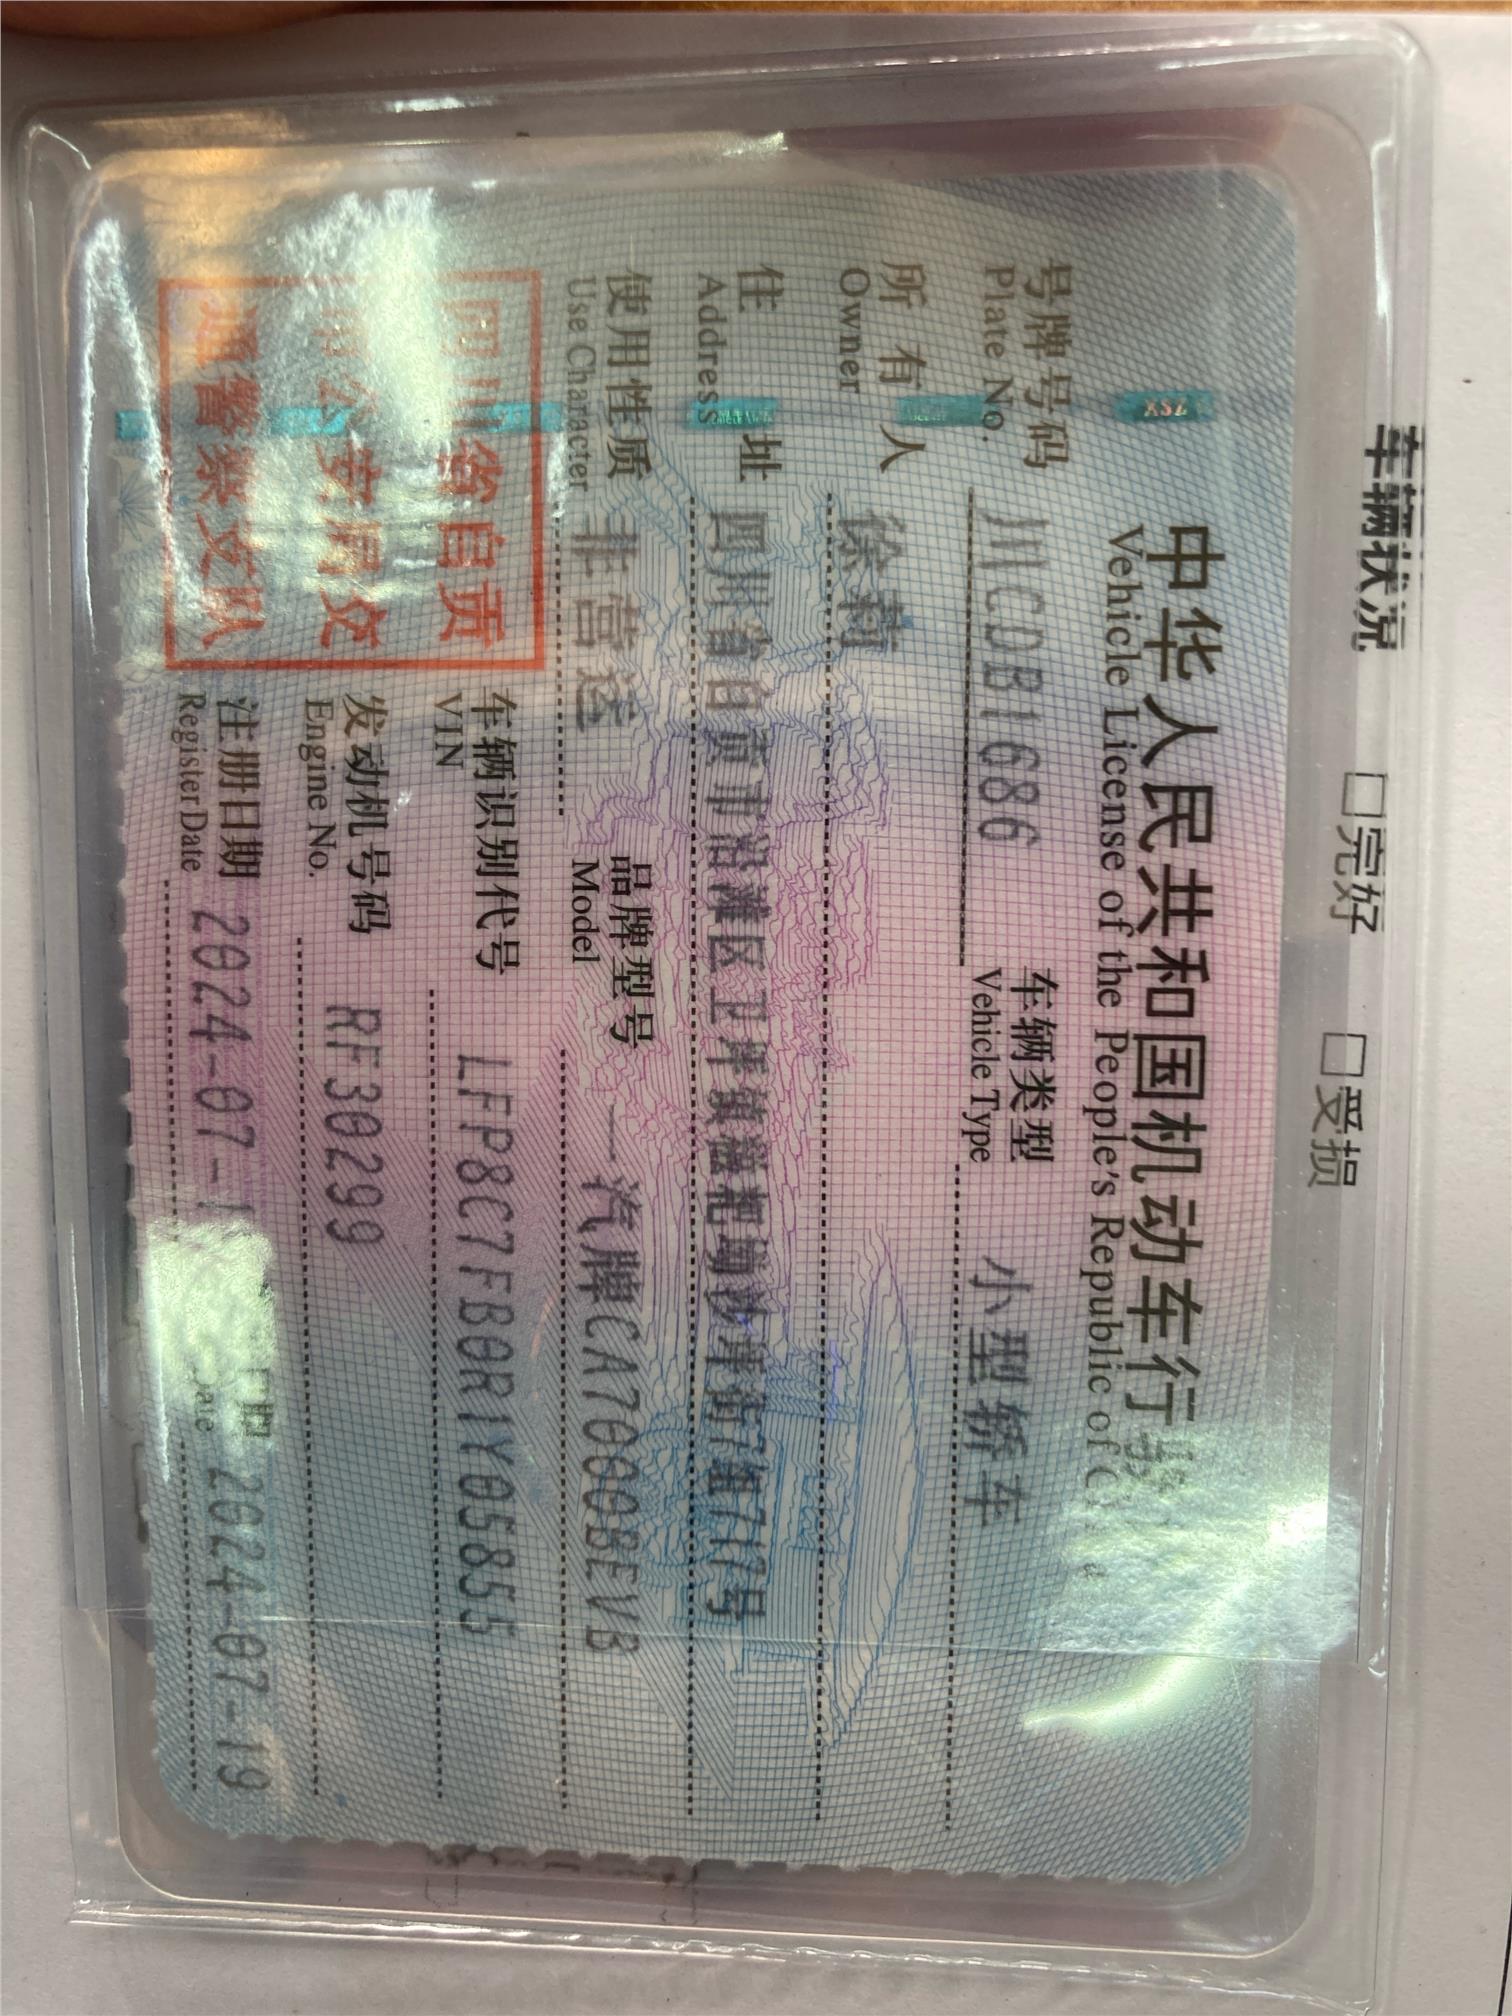 车辆状况 □完好 □受损
XSZ
中华人民共和国机动车行
Vehicle License of the People's Republic of
号牌号码 川CDB1686 车辆类型 小型轿车
Plate No. Vehicle Type
所有人 徐莉
Owner
住址 四川省自贡市沿滩区卫坪镇 街7组717号
Address
使用性质 非营运 品牌型号 一汽牌CA7000BEVB
Use Character Model
四川省自贡
市公安局交
通警察支队
车辆识别代号 LFP8C7FB0R1Y05855
VIN
发动机号码 RF30299
Engine No.
注册日期 2024-07-1 2024-07-19
Register Date